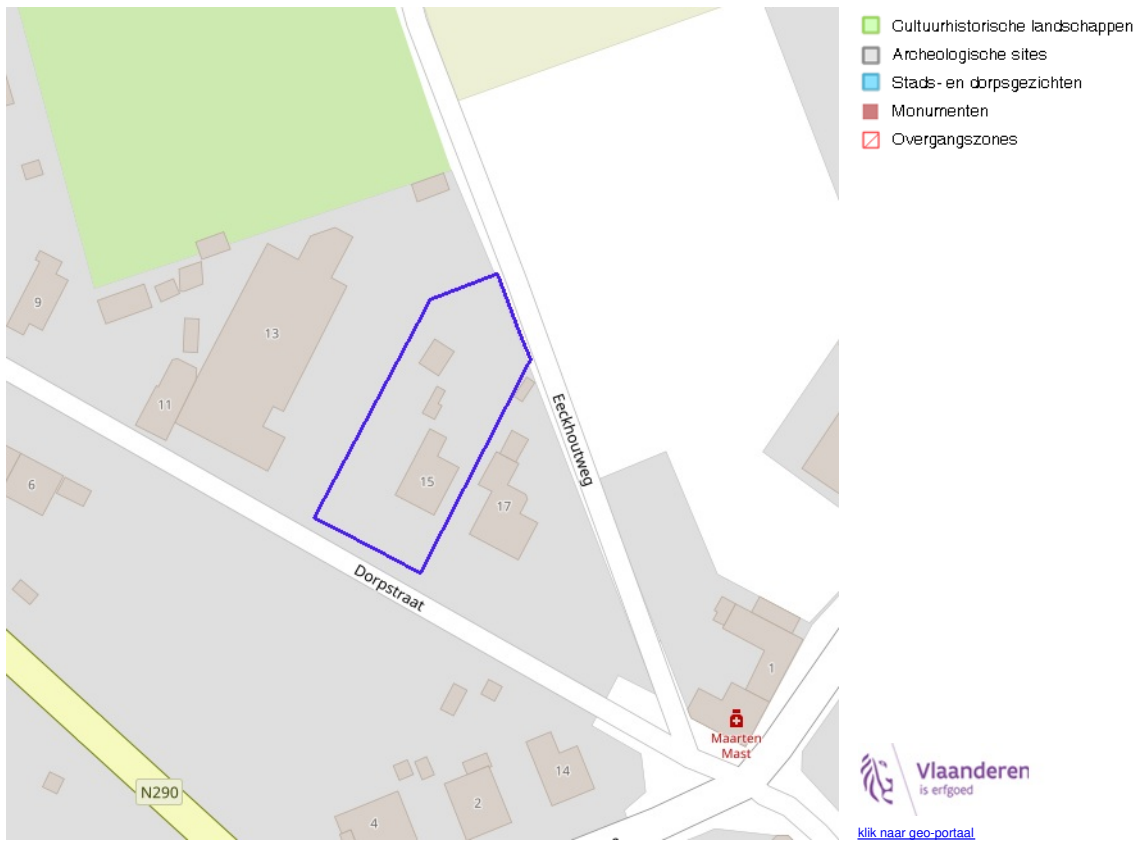 Cultuurhistorische landschappen
Archeologische sites
Stads- en dorpsgezichten
Monumenten
Overgangszones
9
13
11
6
15
17
Eeckhoutweg
Dorpstraat
1
Maarten
Mast
14
2
4
N290
Vlaanderen
is erfgoed
klik naar geo-portaal